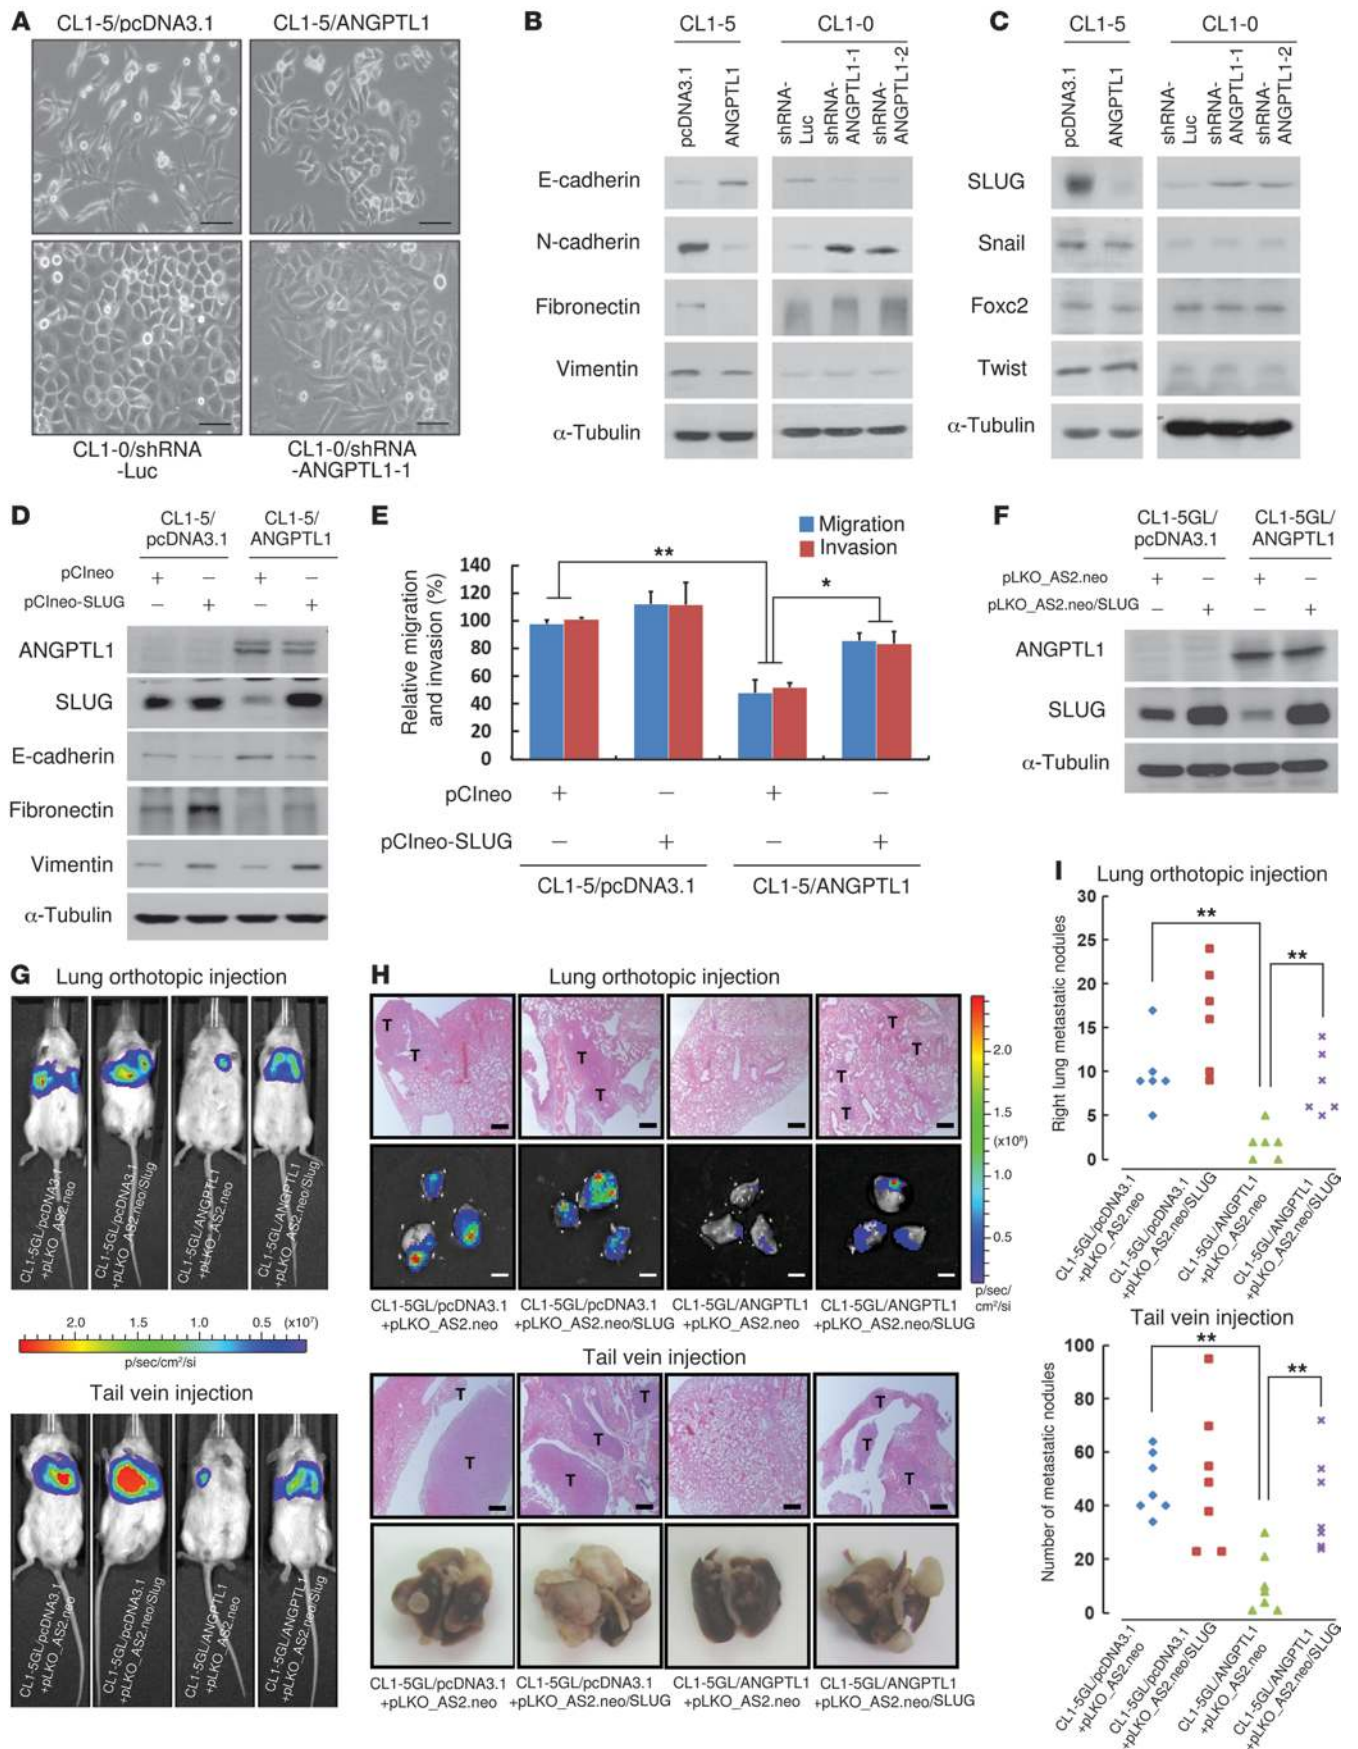 A
CL1-5/pcDNA3.1
CL1-5/ANGPTL1
CL1-0/shRNA
-Luc
CL1-0/shRNA
-ANGPTL1-1
B
CL1-5
CL1-0
pcDNA3.1
ANGPTL1
shRNA-
Luc
shRNA-
ANGPTL1-1
shRNA-
ANGPTL1-2
E-cadherin
N-cadherin
Fibronectin
Vimentin
α-Tubulin
C
CL1-5
CL1-0
pcDNA3.1
ANGPTL1
shRNA-
Luc
shRNA-
ANGPTL1-1
shRNA-
ANGPTL1-2
SLUG
Snail
Foxc2
Twist
α-Tubulin
D
CL1-5/
pcDNA3.1
CL1-5/
ANGPTL1
pCIneo + − + −
pCIneo-SLUG − + − +
ANGPTL1
SLUG
E-cadherin
Fibronectin
Vimentin
α-Tubulin
E
Migration
Invasion
Relative migration
and invasion (%)
140
120
100
80
60
40
20
0
**
*
pCIneo + − + −
pCIneo-SLUG − + − +
CL1-5/pcDNA3.1
CL1-5/ANGPTL1
F
CL1-5GL/
pcDNA3.1
CL1-5GL/
ANGPTL1
pLKO_AS2.neo + − + −
pLKO_AS2.neo/SLUG − + − +
ANGPTL1
SLUG
α-Tubulin
G
Lung orthotopic injection
CL1-5GL/pcDNA3.1
+pLKO_AS2.neo
CL1-5GL/pcDNA3.1
+pLKO_AS2.neo/Slug
CL1-5GL/ANGPTL1
+pLKO_AS2.neo
CL1-5GL/ANGPTL1
+pLKO_AS2.neo/Slug
2.0 1.5 1.0 0.5 (x10⁷)
p/sec/cm²/si
Tail vein injection
CL1-5GL/pcDNA3.1
+pLKO_AS2.neo
CL1-5GL/pcDNA3.1
+pLKO_AS2.neo/Slug
CL1-5GL/ANGPTL1
+pLKO_AS2.neo
CL1-5GL/ANGPTL1
+pLKO_AS2.neo/Slug
H
Lung orthotopic injection
T
T
T
T
T
T
T
T
2.0
1.5
(x10⁸)
1.0
0.5
p/sec/
cm²/si
CL1-5GL/pcDNA3.1
+pLKO_AS2.neo
CL1-5GL/pcDNA3.1
+pLKO_AS2.neo/SLUG
CL1-5GL/ANGPTL1
+pLKO_AS2.neo
CL1-5GL/ANGPTL1
+pLKO_AS2.neo/SLUG
Tail vein injection
T
T
T
T
T
T
T
T
CL1-5GL/pcDNA3.1
+pLKO_AS2.neo
CL1-5GL/pcDNA3.1
+pLKO_AS2.neo/SLUG
CL1-5GL/ANGPTL1
+pLKO_AS2.neo
CL1-5GL/ANGPTL1
+pLKO_AS2.neo/SLUG
I
Lung orthotopic injection
Right lung metastatic nodules
30
25
20
15
10
5
0
**
**
CL1-5GL/pcDNA3.1
+pLKO_AS2.neo
CL1-5GL/pcDNA3.1
+pLKO_AS2.neo/SLUG
CL1-5GL/ANGPTL1
+pLKO_AS2.neo
CL1-5GL/ANGPTL1
+pLKO_AS2.neo/SLUG
Tail vein injection
Number of metastatic nodules
100
80
60
40
20
0
**
**
CL1-5GL/pcDNA3.1
+pLKO_AS2.neo
CL1-5GL/pcDNA3.1
+pLKO_AS2.neo/SLUG
CL1-5GL/ANGPTL1
+pLKO_AS2.neo
CL1-5GL/ANGPTL1
+pLKO_AS2.neo/SLUG